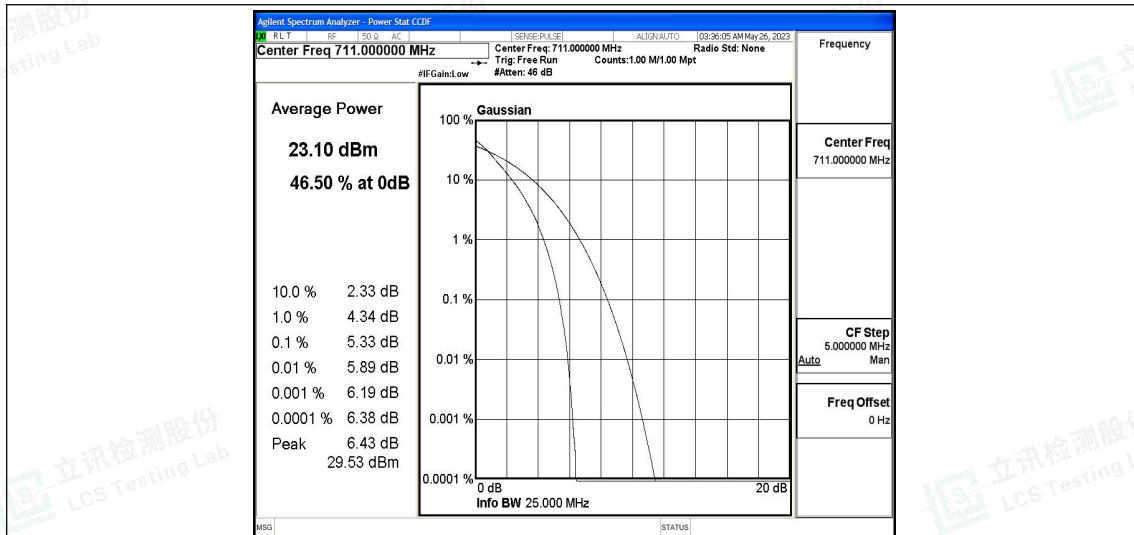 Agilent Spectrum Analyzer - Power Stat CCDF
LXI RLT RF 50 Ω AC SENSE:PULSE ALIGN AUTO 03:36:05 AM May 26, 2023
Center Freq 711.000000 MHz
Center Freq: 711.000000 MHz
Radio Std: None
Trig: Free Run Counts:1.00 M/1.00 Mpt
#IFGain:Low #Atten: 46 dB
Frequency
Average Power
23.10 dBm
46.50 % at 0dB
10.0 % 2.33 dB
1.0 % 4.34 dB
0.1 % 5.33 dB
0.01 % 5.89 dB
0.001 % 6.19 dB
0.0001 % 6.38 dB
Peak 6.43 dB
29.53 dBm
Gaussian
100 %
10 %
1 %
0.1 %
0.01 %
0.001 %
0.0001 %
0 dB 20 dB
Info BW 25.000 MHz
Center Freq
711.000000 MHz
CF Step
5.000000 MHz
Auto Man
Freq Offset
0 Hz
MSG STATUS
立讯检测股份
LCS Testing Lab